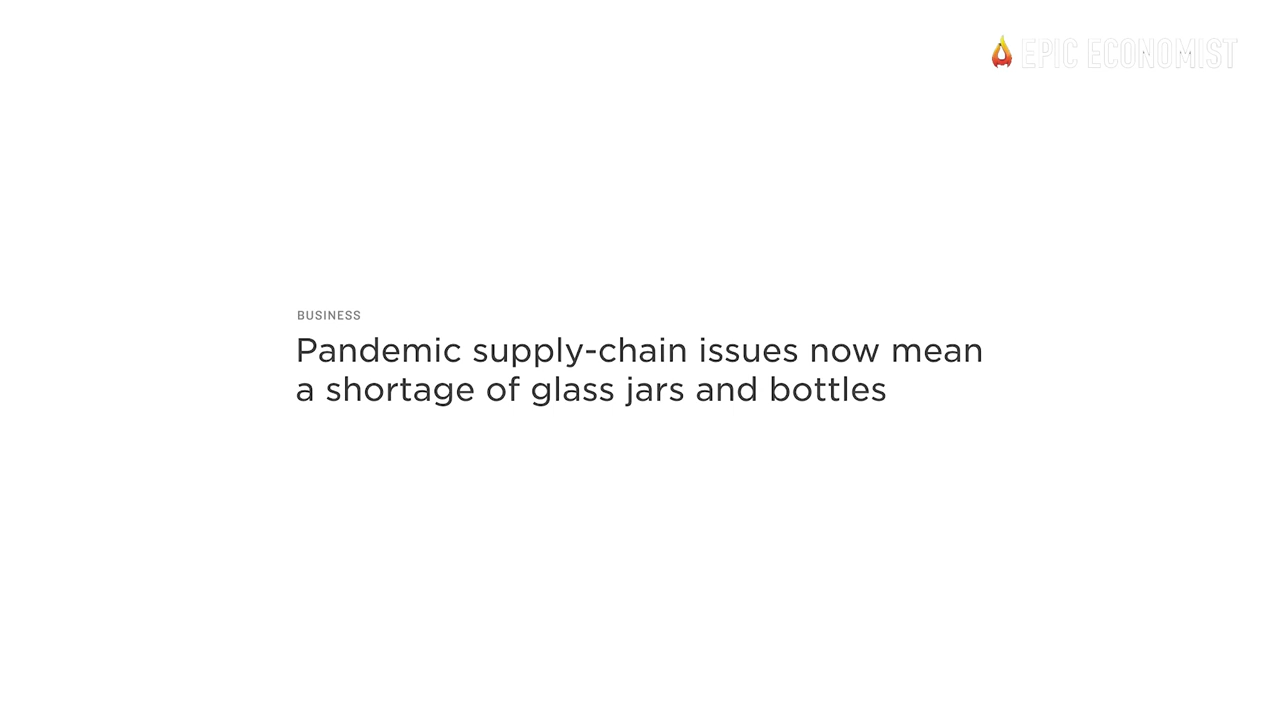 EPIC ECONOMIST
BUSINESS
Pandemic supply-chain issues now mean
a shortage of glass jars and bottles